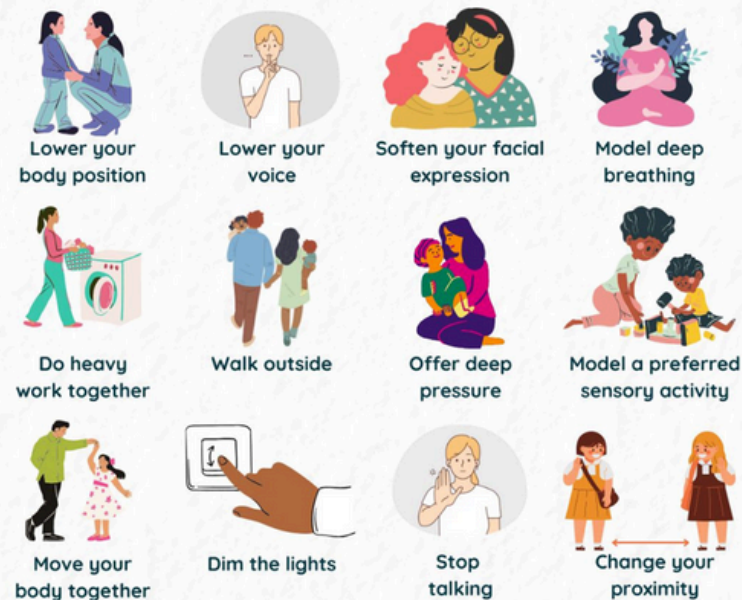 Lower your
body position
Lower your
voice
Soften your facial
expression
Model deep
breathing
Do heavy
work together
Walk outside
Offer deep
pressure
Model a preferred
sensory activity
Move your
body together
Dim the lights
Stop
talking
Change your
proximity